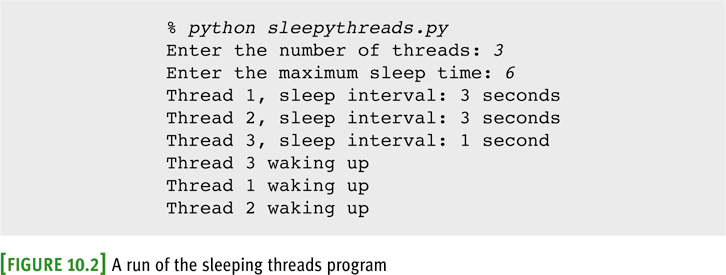 % python sleepythreads.py
Enter the number of threads: 3
Enter the maximum sleep time: 6
Thread 1, sleep interval: 3 seconds
Thread 2, sleep interval: 3 seconds
Thread 3, sleep interval: 1 second
Thread 3 waking up
Thread 1 waking up
Thread 2 waking up
[FIGURE 10.2] A run of the sleeping threads program